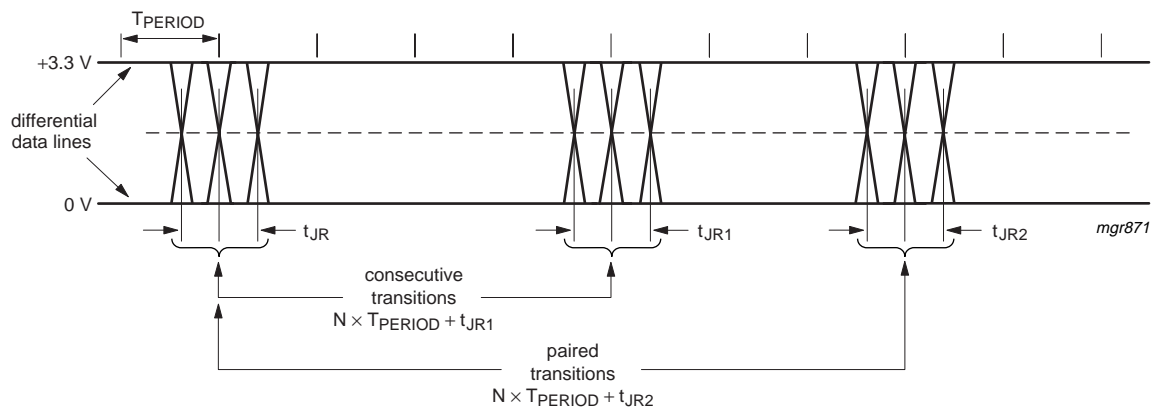 TPERIOD
+3.3 V
differential
data lines
0 V
tJR
tJR1
tJR2
mgr871
consecutive
transitions
N × TPERIOD + tJR1
paired
transitions
N × TPERIOD + tJR2